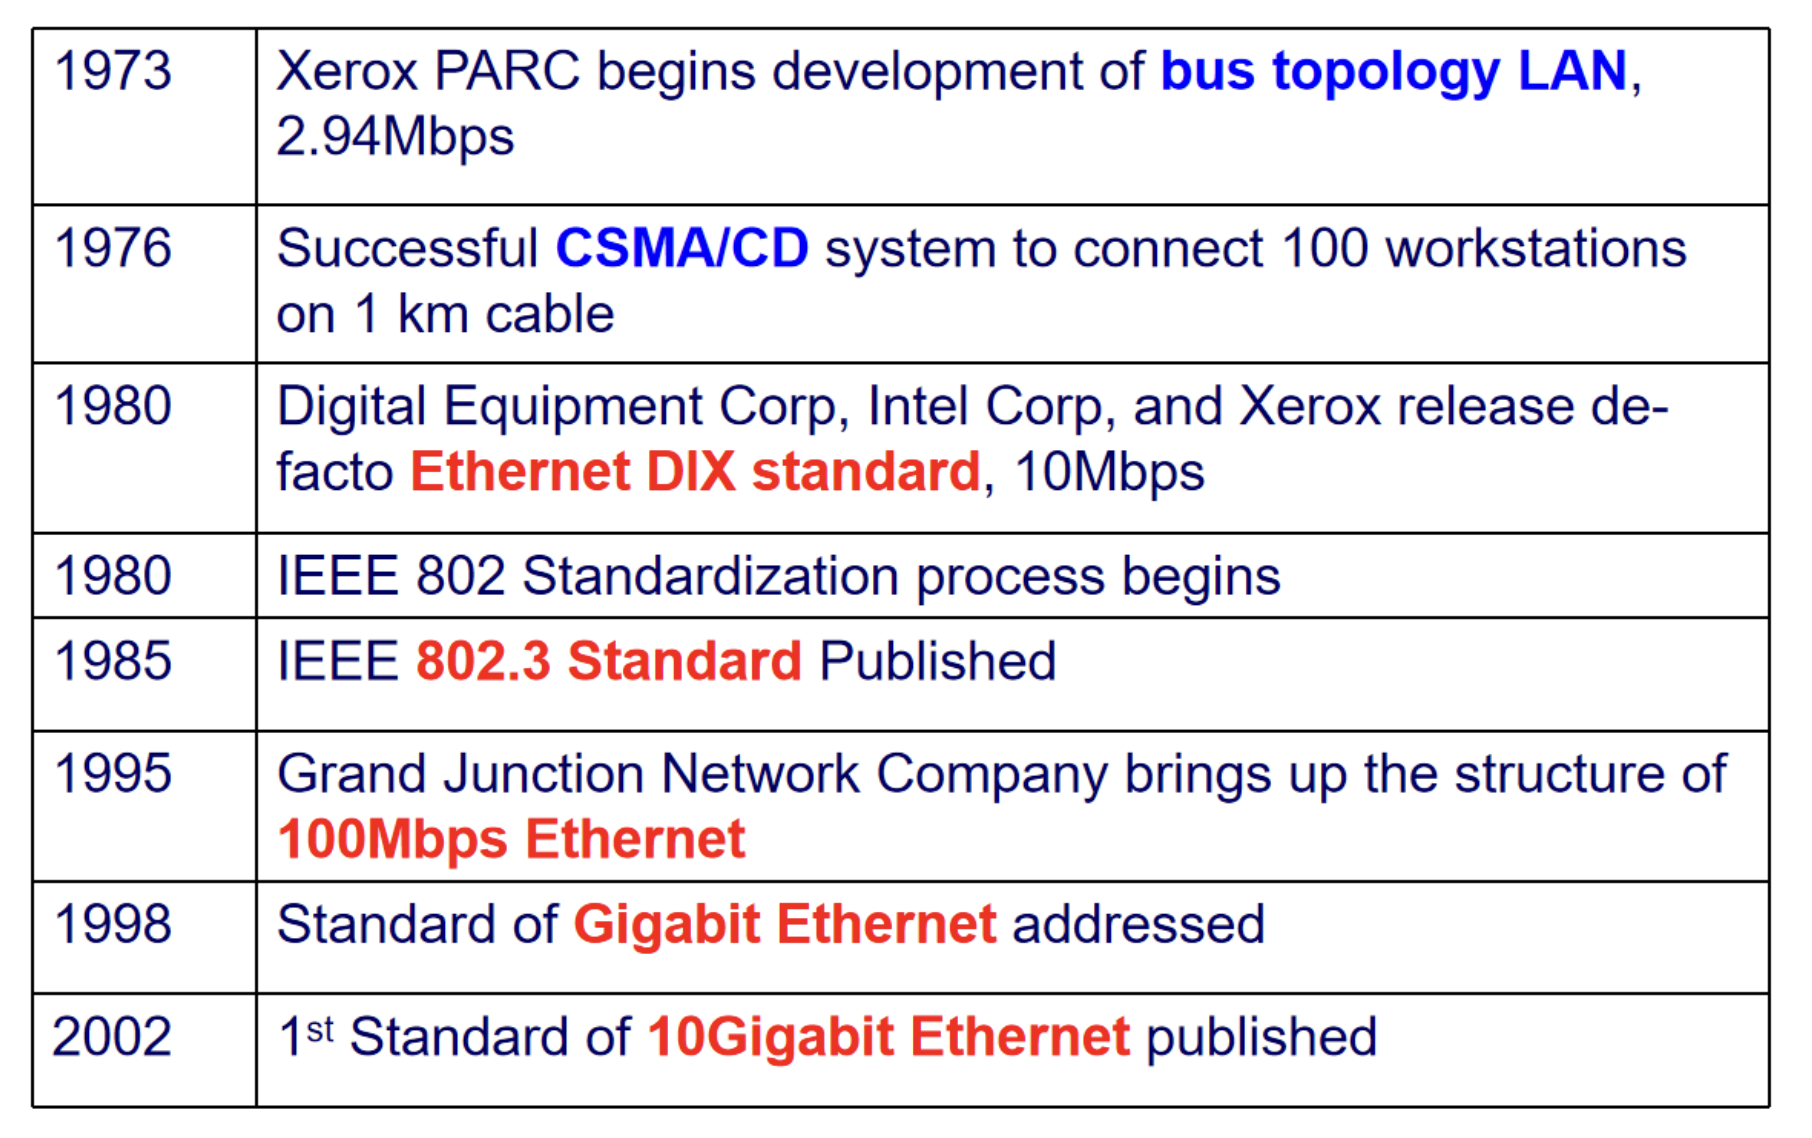 1973
Xerox PARC begins development of bus topology LAN,
2.94Mbps
1976
Successful CSMA/CD system to connect 100 workstations
on 1 km cable
1980
Digital Equipment Corp, Intel Corp, and Xerox release de-
facto Ethernet DIX standard, 10Mbps
1980
IEEE 802 Standardization process begins
1985
IEEE 802.3 Standard Published
1995
Grand Junction Network Company brings up the structure of
100Mbps Ethernet
1998
Standard of Gigabit Ethernet addressed
2002
1st Standard of 10Gigabit Ethernet published